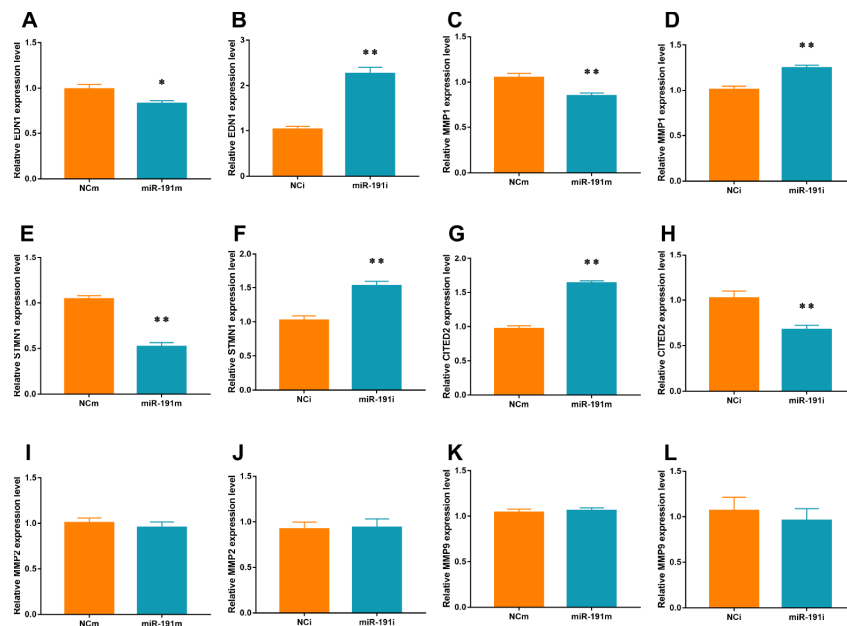 A
Relative EDN1 expression level
1.5
1.0
0.5
0.0
*
NCm
miR-191m
B
Relative EDN1 expression level
3
2
1
0
**
NCi
miR-191i
C
Relative MMP1 expression level
1.5
1.0
0.5
0.0
**
NCm
miR-191m
D
Relative MMP1 expression level
1.5
1.0
0.5
0.0
**
NCi
miR-191i
E
Relative STMN1 expression level
1.5
1.0
0.5
0.0
**
NCm
miR-191m
F
Relative STMN1 expression level
2.0
1.5
1.0
0.5
0.0
**
NCi
miR-191i
G
Relative CITED2 expression level
2.0
1.5
1.0
0.5
0.0
**
NCm
miR-191m
H
Relative CITED2 expression level
1.5
1.0
0.5
0.0
**
NCi
miR-191i
I
Relative MMP2 expression level
1.5
1.0
0.5
0.0
NCm
miR-191m
J
Relative MMP2 expression level
1.5
1.0
0.5
0.0
NCi
miR-191i
K
Relative MMP9 expression level
1.5
1.0
0.5
0.0
NCm
miR-191m
L
Relative MMP9 expression level
1.5
1.0
0.5
0.0
NCi
miR-191i